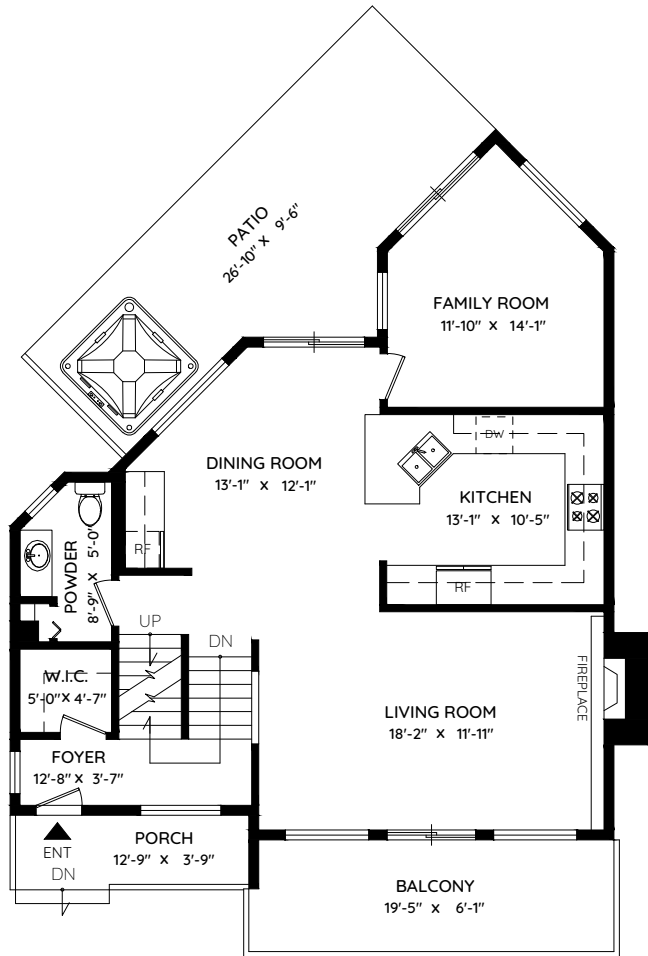 PATIO
26'-10" x 9'-6"
FAMILY ROOM
11'-10" x 14'-1"
DINING ROOM
13'-1" x 12'-1"
DW
KITCHEN
13'-1" x 10'-5"
RF
RF
POWDER
8'-9" x 5'-0"
UP
DN
W.I.C.
5'-0" x 4'-7"
FOYER
12'-8" x 3'-7"
LIVING ROOM
18'-2" x 11'-11"
FIREPLACE
PORCH
12'-9" x 3'-9"
ENT
DN
BALCONY
19'-5" x 6'-1"